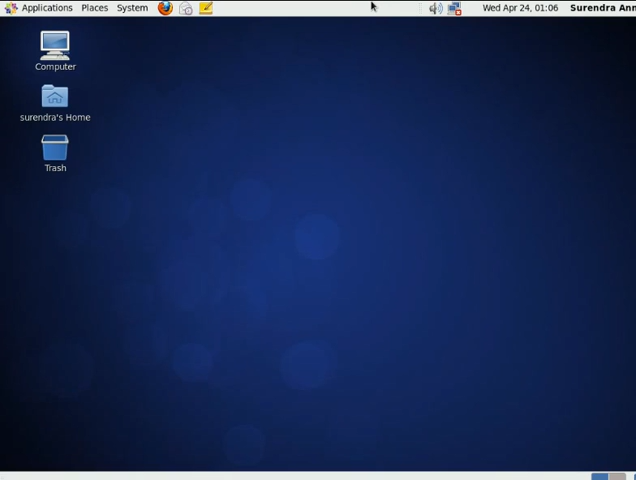 Applications Places System Wed Apr 24, 01:06 Surendra Ann
Computer
surendra's Home
Trash